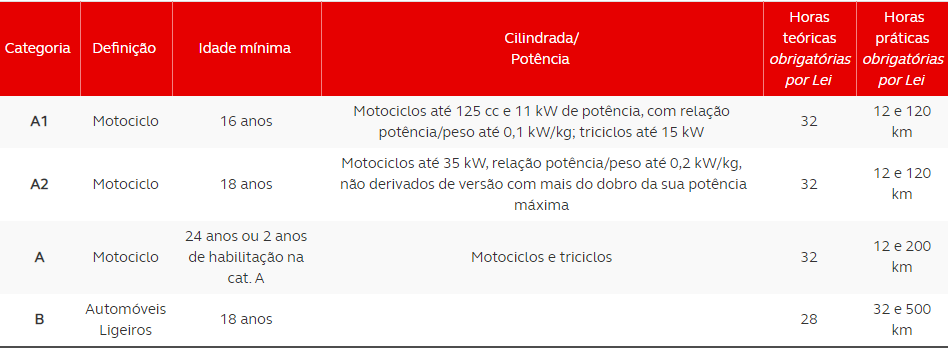 Categoria
Definição
Idade mínima
Cilindrada/
Potência
Horas
teóricas
obrigatórias
por Lei
Horas
práticas
obrigatórias
por Lei
A1
Motociclo
16 anos
Motociclos até 125 cc e 11 kW de potência, com relação
potência/peso até 0,1 kW/kg; triciclos até 15 kW
32
12 e 120
km
A2
Motociclo
18 anos
Motociclos até 35 kW, relação potência/peso até 0,2 kW/kg,
não derivados de versão com mais do dobro da sua potência
máxima
32
12 e 120
km
A
Motociclo
24 anos ou 2 anos
de habilitação na
cat. A
Motociclos e triciclos
32
12 e 200
km
B
Automóveis
Ligeiros
18 anos
28
32 e 500
km